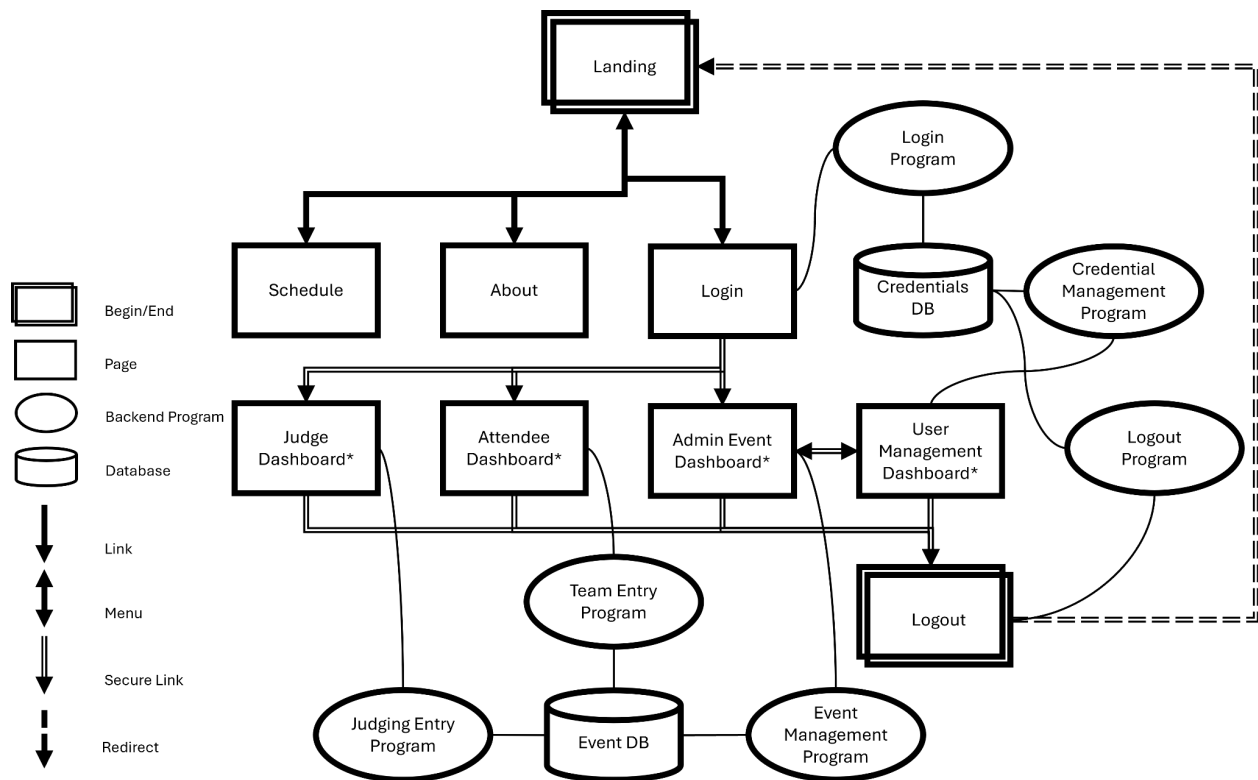 Landing
Login
Program
Schedule
About
Login
Credentials
DB
Credential
Management
Program
Begin/End
Page
Backend Program
Database
Link
Menu
Secure Link
Redirect
Judge
Dashboard*
Attendee
Dashboard*
Admin Event
Dashboard*
User
Management
Dashboard*
Logout
Program
Team Entry
Program
Logout
Judging Entry
Program
Event DB
Event
Management
Program